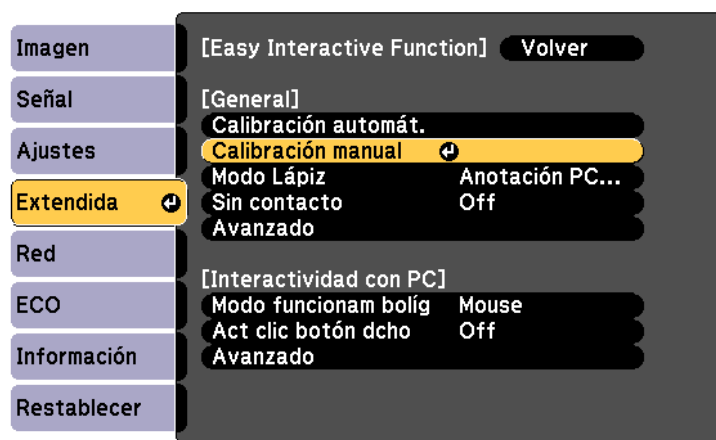 Imagen
Señal
Ajustes
Extendida
Red
ECO
Información
Restablecer
[Easy Interactive Function] Volver
[General]
Calibración automát.
Calibración manual
Modo Lápiz Anotación PC...
Sin contacto Off
Avanzado
[Interactividad con PC]
Modo funcionam bolíg Mouse
Act clic botón dcho Off
Avanzado